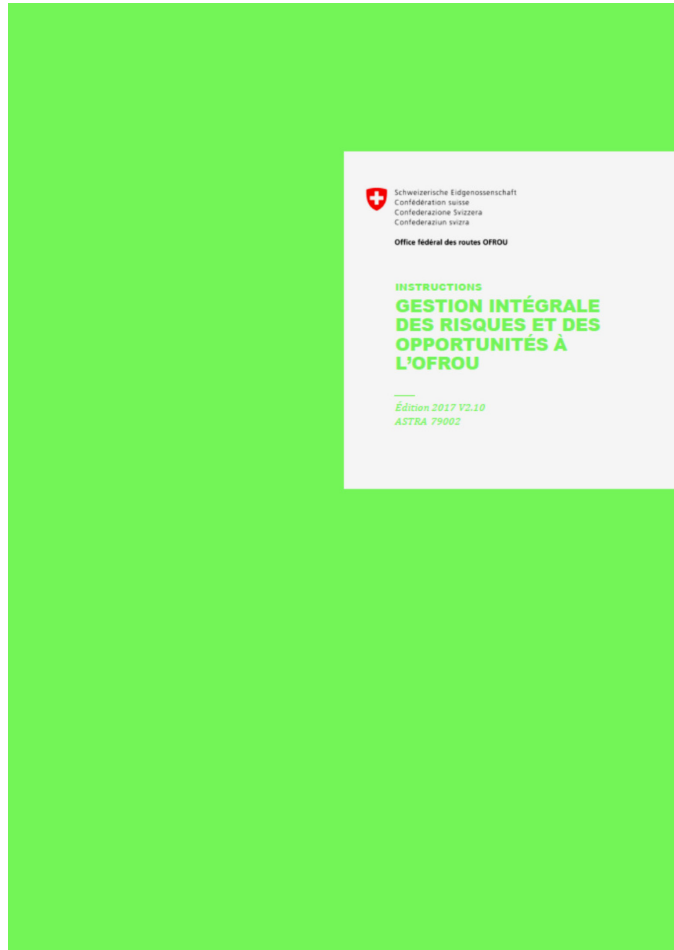 Schweizerische Eidgenossenschaft
Confédération suisse
Confederazione Svizzera
Confederaziun svizra
Office fédéral des routes OFROU
INSTRUCTIONS
GESTION INTÉGRALE
DES RISQUES ET DES
OPPORTUNITÉS À
L'OFROU
Édition 2017 V2.10
ASTRA 79002